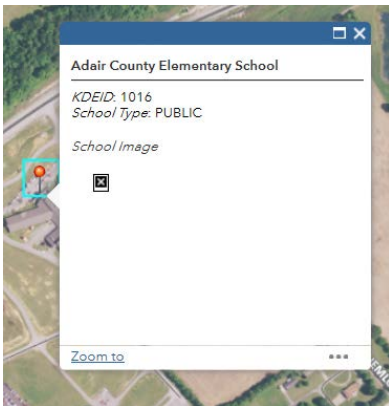 Adair County Elementary School
KDEID: 1016
School Type: PUBLIC
School Image
Zoom to